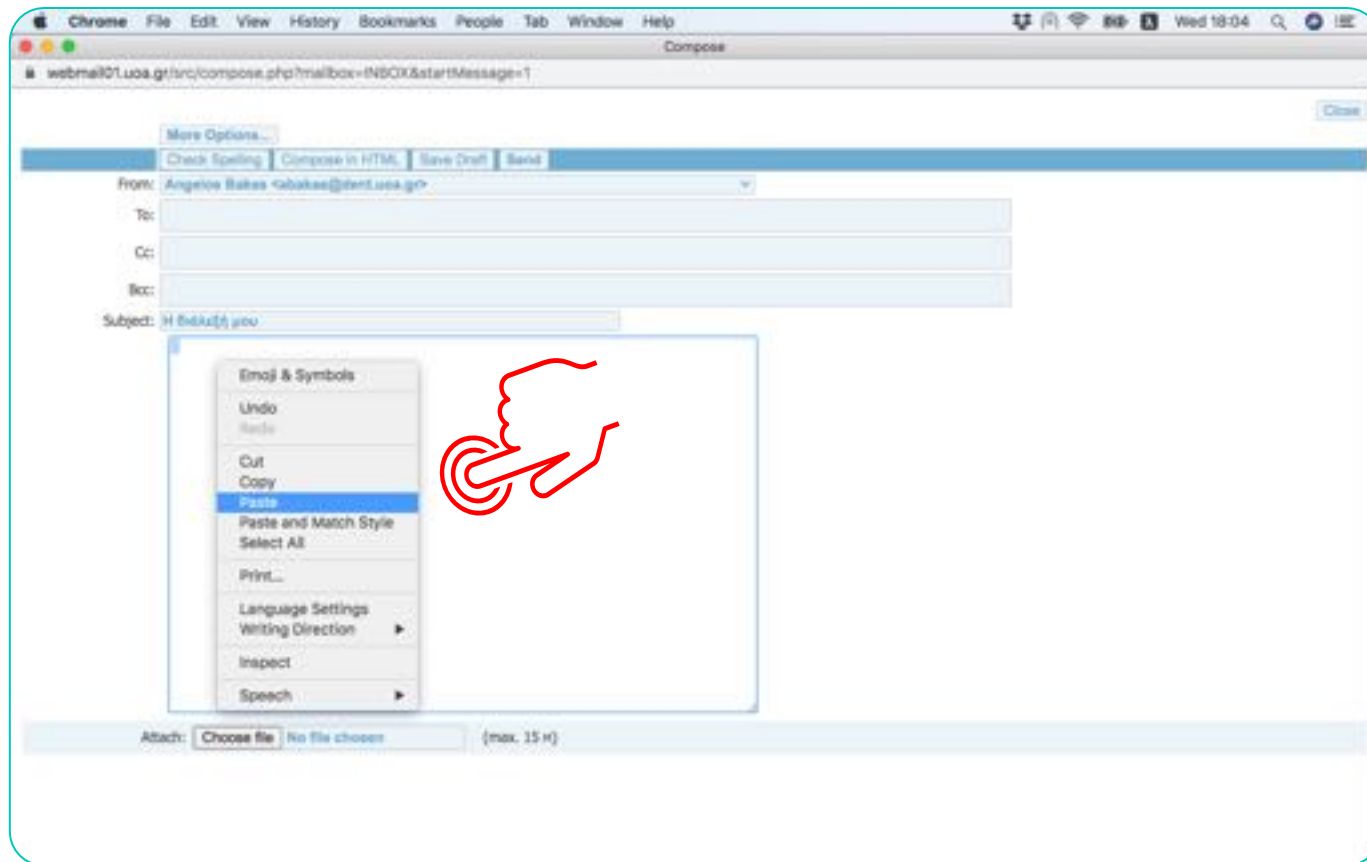 Chrome File Edit View History Bookmarks People Tab Window Help Wed 18:04
Compose
webmail01.uoa.gr/src/compose.php?mailbox=INBOX&startMessage=1
Close
More Options...
Check Spelling Compose in HTML Save Draft Send
From: Angelos Bakas <abakas@dent.uoa.gr>
To:
Cc:
Bcc:
Subject: Η διάλεξή μου
Emoji & Symbols
Undo
Redo
Cut
Copy
Paste
Paste and Match Style
Select All
Print...
Language Settings
Writing Direction
Inspect
Speech
Attach: Choose file No file chosen (max. 15 M)